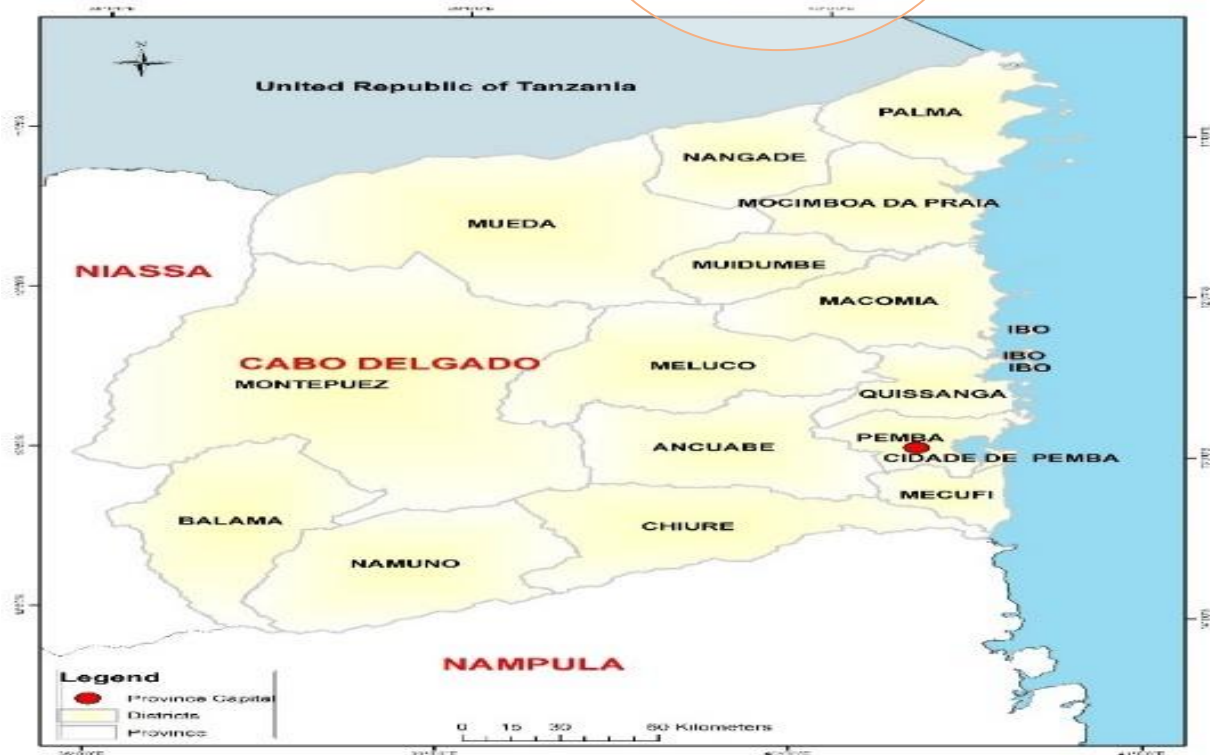 United Republic of Tanzania
PALMA
NANGADE
MOCIMBOA DA PRAIA
MUEDA
MUIDUMBE
NIASSA
MACOMIA
IBO
IBO
IBO
CABO DELGADO
MELUCO
MONTEPUEZ
QUISSANGA
PEMBA
ANCUABE
CIDADE DE PEMBA
MECUFI
BALAMA
CHIURE
NAMUNO
NAMPULA
Legend
Province Capital
Districts
Province
0 15 30 60 Kilometers